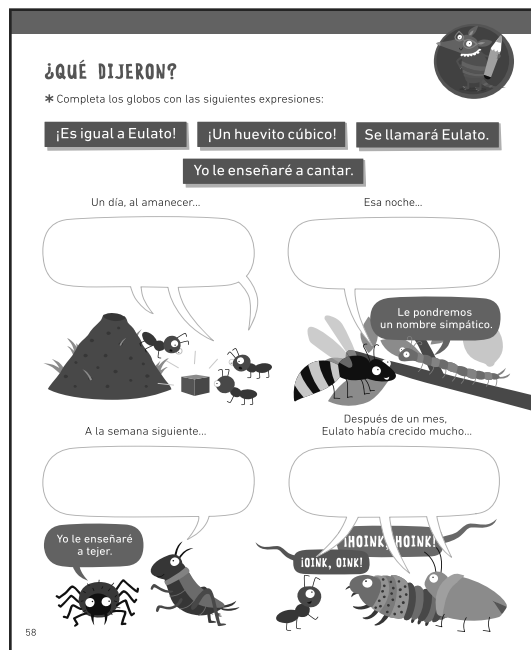 ¿QUÉ DIJERON?
* Completa los globos con las siguientes expresiones:
¡Es igual a Eulato!
¡Un huevito cúbico!
Se llamará Eulato.
Yo le enseñaré a cantar.
Un día, al amanecer...
Esa noche...
Le pondremos
un nombre simpático.
A la semana siguiente...
Después de un mes,
Eulato había crecido mucho...
Yo le enseñaré
a tejer.
¡HOINK, HOINK!
¡OINK, OINK!
58